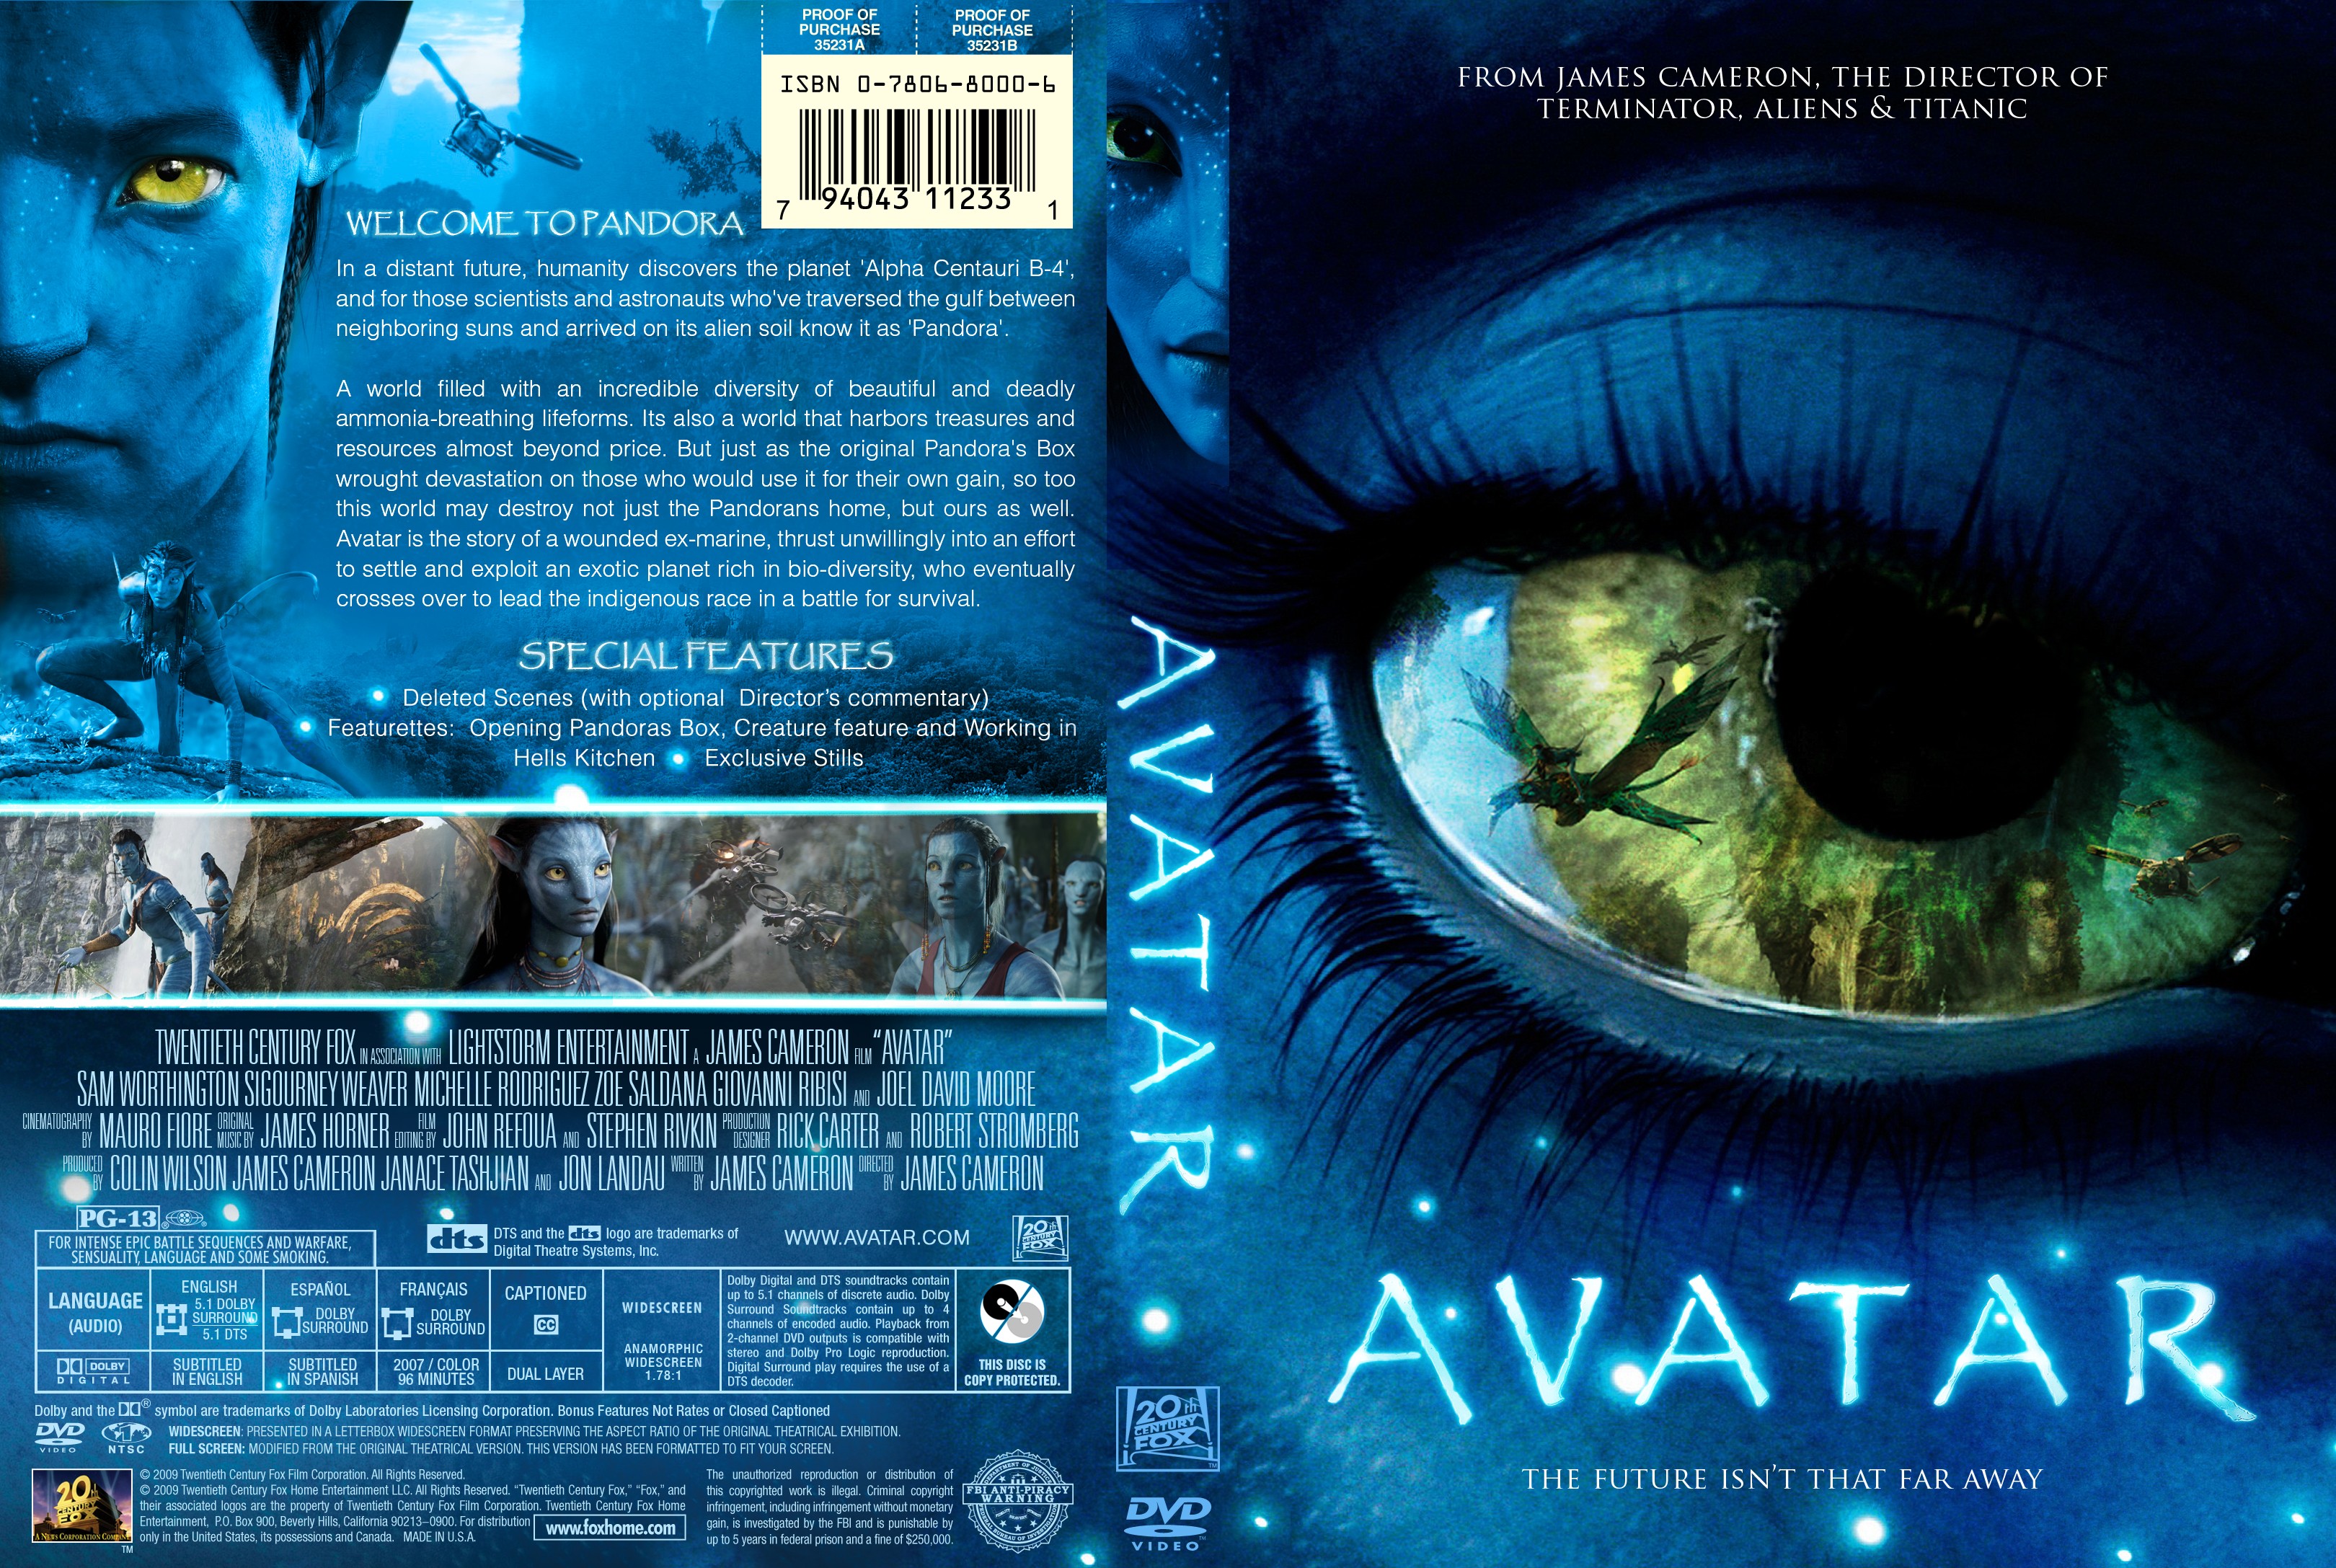 PROOF OF
PURCHASE
35231A
PROOF OF
PURCHASE
35231B
ISBN 0-7806-8000-6
7 94043 11233 1
WELCOME TO PANDORA
In a distant future, humanity discovers the planet 'Alpha Centauri B-4',
and for those scientists and astronauts who've traversed the gulf between
neighboring suns and arrived on its alien soil know it as 'Pandora'.
A world filled with an incredible diversity of beautiful and deadly
ammonia-breathing lifeforms. Its also a world that harbors treasures and
resources almost beyond price. But just as the original Pandora's Box
wrought devastation on those who would use it for their own gain, so too
this world may destroy not just the Pandorans home, but ours as well.
Avatar is the story of a wounded ex-marine, thrust unwillingly into an effort
to settle and exploit an exotic planet rich in bio-diversity, who eventually
crosses over to lead the indigenous race in a battle for survival.
SPECIAL FEATURES
Deleted Scenes (with optional Director's commentary)
Featurettes: Opening Pandoras Box, Creature feature and Working in
Hells Kitchen • Exclusive Stills
TWENTIETH CENTURY FOX IN ASSOCIATION WITH LIGHTSTORM ENTERTAINMENT A JAMES CAMERON FILM "AVATAR"
SAM WORTHINGTON SIGOURNEY WEAVER MICHELLE RODRIGUEZ ZOE SALDANA GIOVANNI RIBISI AND JOEL DAVID MOORE
CINEMATOGRAPHY BY MAURO FIORE ORIGINAL MUSIC BY JAMES HORNER FILM EDITING BY JOHN REFOUA AND STEPHEN RIVKIN PRODUCTION DESIGNER RICK CARTER AND ROBERT STROMBERG
PRODUCED BY COLIN WILSON JAMES CAMERON JANACE TASHJIAN AND JON LANDAU WRITTEN BY JAMES CAMERON DIRECTED BY JAMES CAMERON
PG-13
FOR INTENSE EPIC BATTLE SEQUENCES AND WARFARE,
SENSUALITY, LANGUAGE AND SOME SMOKING.
dts
DTS and the dts logo are trademarks of
Digital Theatre Systems, Inc.
WWW.AVATAR.COM
20th
CENTURY
FOX
LANGUAGE
(AUDIO)
ENGLISH
5.1 DOLBY
SURROUND
5.1 DTS
ESPAÑOL
DOLBY
SURROUND
FRANÇAIS
DOLBY
SURROUND
CAPTIONED
CC
WIDESCREEN
ANAMORPHIC
WIDESCREEN
1.78:1
Dolby Digital and DTS soundtracks contain
up to 5.1 channels of discrete audio. Dolby
Surround Soundtracks contain up to 4
channels of encoded audio. Playback from
2-channel DVD outputs is compatible with
stereo and Dolby Pro Logic reproduction.
Digital Surround play requires the use of a
DTS decoder.
THIS DISC IS
COPY PROTECTED.
DOLBY
DIGITAL
SUBTITLED
IN ENGLISH
SUBTITLED
IN SPANISH
2007 / COLOR
96 MINUTES
DUAL LAYER
Dolby and the ® symbol are trademarks of Dolby Laboratories Licensing Corporation. Bonus Features Not Rates or Closed Captioned
DVD
VIDEO
NTSC
WIDESCREEN: PRESENTED IN A LETTERBOX WIDESCREEN FORMAT PRESERVING THE ASPECT RATIO OF THE ORIGINAL THEATRICAL EXHIBITION.
FULL SCREEN: MODIFIED FROM THE ORIGINAL THEATRICAL VERSION. THIS VERSION HAS BEEN FORMATTED TO FIT YOUR SCREEN.
20th
CENTURY
FOX
A NEWS CORPORATION COMPANY
TM
© 2009 Twentieth Century Fox Film Corporation. All Rights Reserved.
© 2009 Twentieth Century Fox Home Entertainment LLC. All Rights Reserved. "Twentieth Century Fox," "Fox," and
their associated logos are the property of Twentieth Century Fox Film Corporation. Twentieth Century Fox Home
Entertainment, P.O. Box 900, Beverly Hills, California 90213–0900. For distribution
only in the United States, its possessions and Canada. MADE IN U.S.A.
www.foxhome.com
The unauthorized reproduction or distribution of
this copyrighted work is illegal. Criminal copyright
infringement, including infringement without monetary
gain, is investigated by the FBI and is punishable by
up to 5 years in federal prison and a fine of $250,000.
FBI ANTI-PIRACY
WARNING
AVATAR
20th
CENTURY
FOX
TM
DVD
VIDEO
FROM JAMES CAMERON, THE DIRECTOR OF
TERMINATOR, ALIENS & TITANIC
AVATAR
THE FUTURE ISN'T THAT FAR AWAY